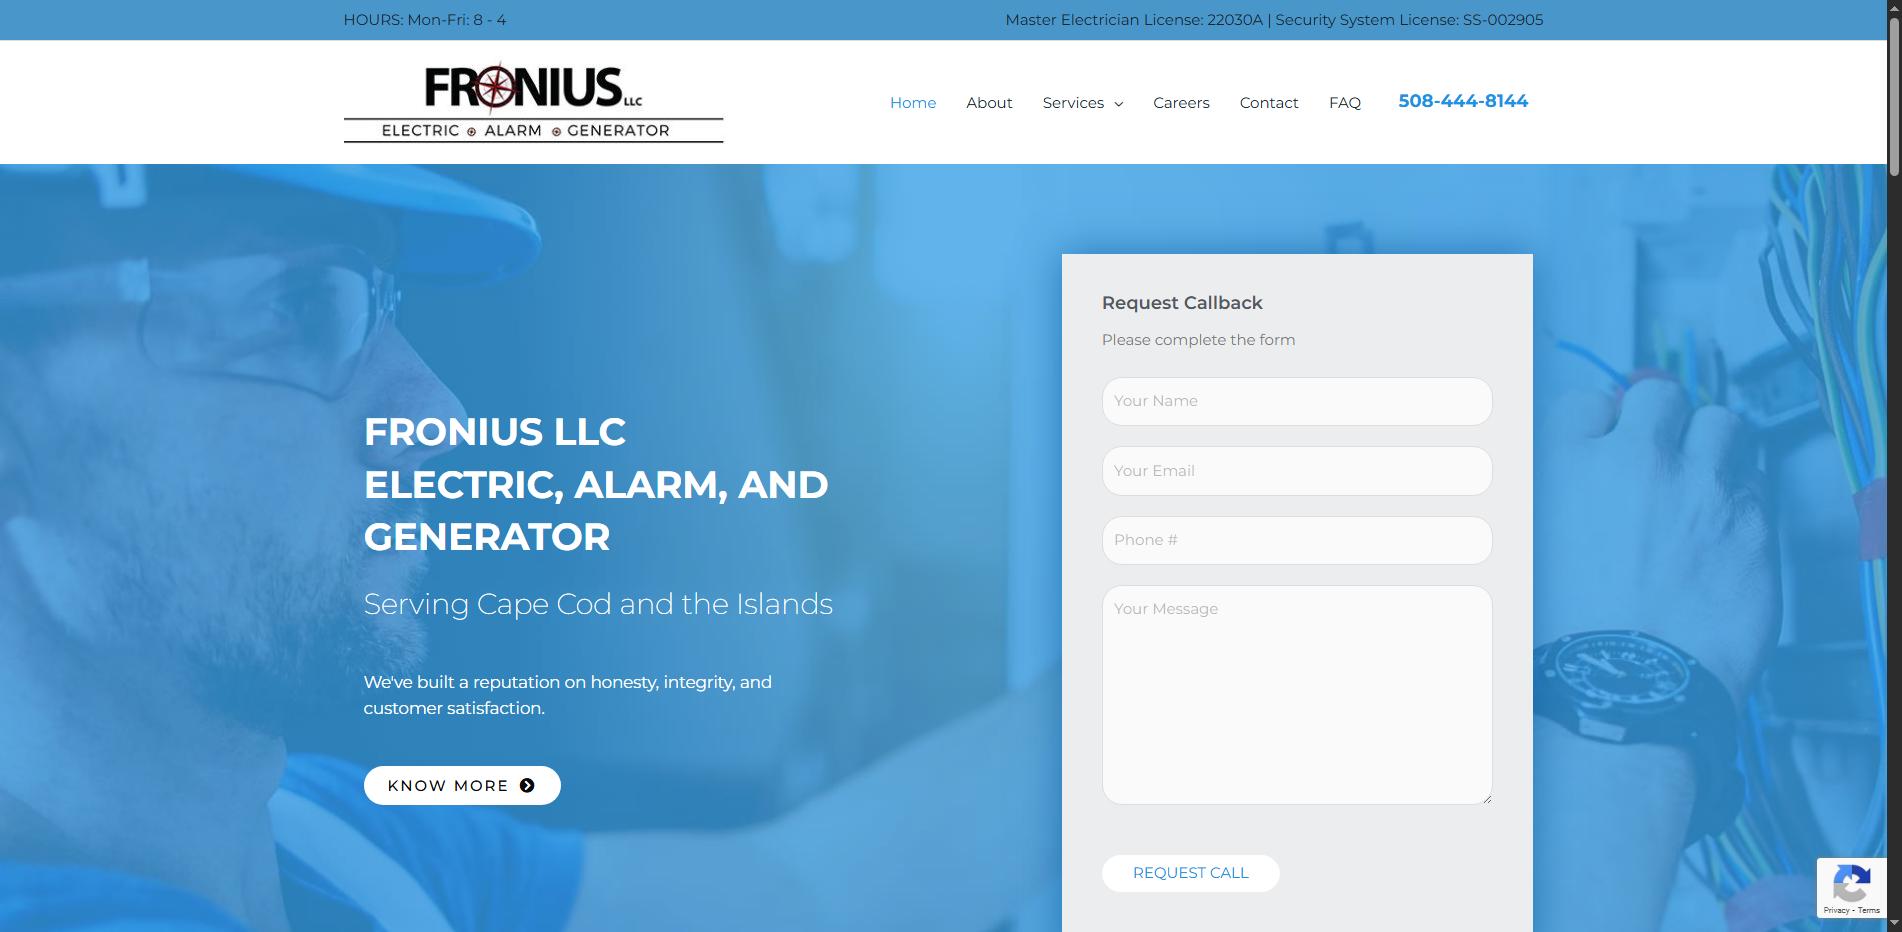 HOURS: Mon-Fri: 8 - 4
Master Electrician License: 22030A | Security System License: SS-002905
FRONIUS LLC
ELECTRIC ALARM GENERATOR
Home
About
Services
Careers
Contact
FAQ
508-444-8144
FRONIUS LLC
ELECTRIC, ALARM, AND
GENERATOR
Serving Cape Cod and the Islands
We've built a reputation on honesty, integrity, and
customer satisfaction.
KNOW MORE
Request Callback
Please complete the form
Your Name
Your Email
Phone #
Your Message
REQUEST CALL
Privacy - Terms